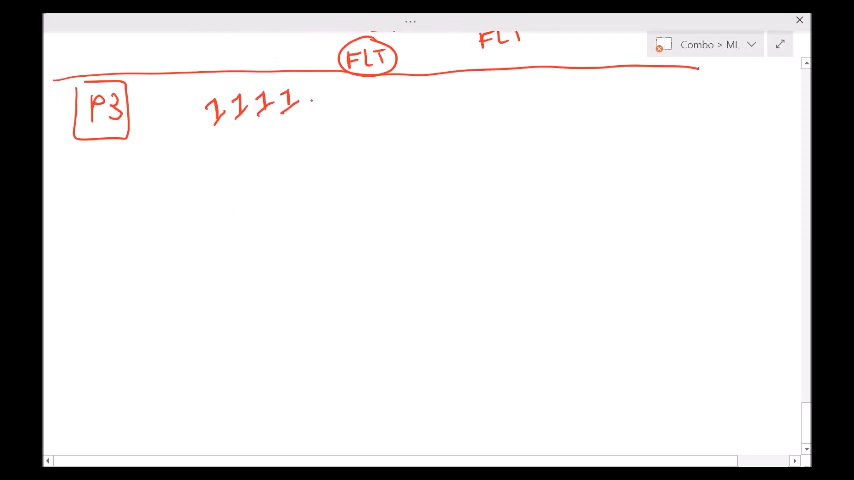 ...
Combo > ML
FLT
FLT
P3 1111.